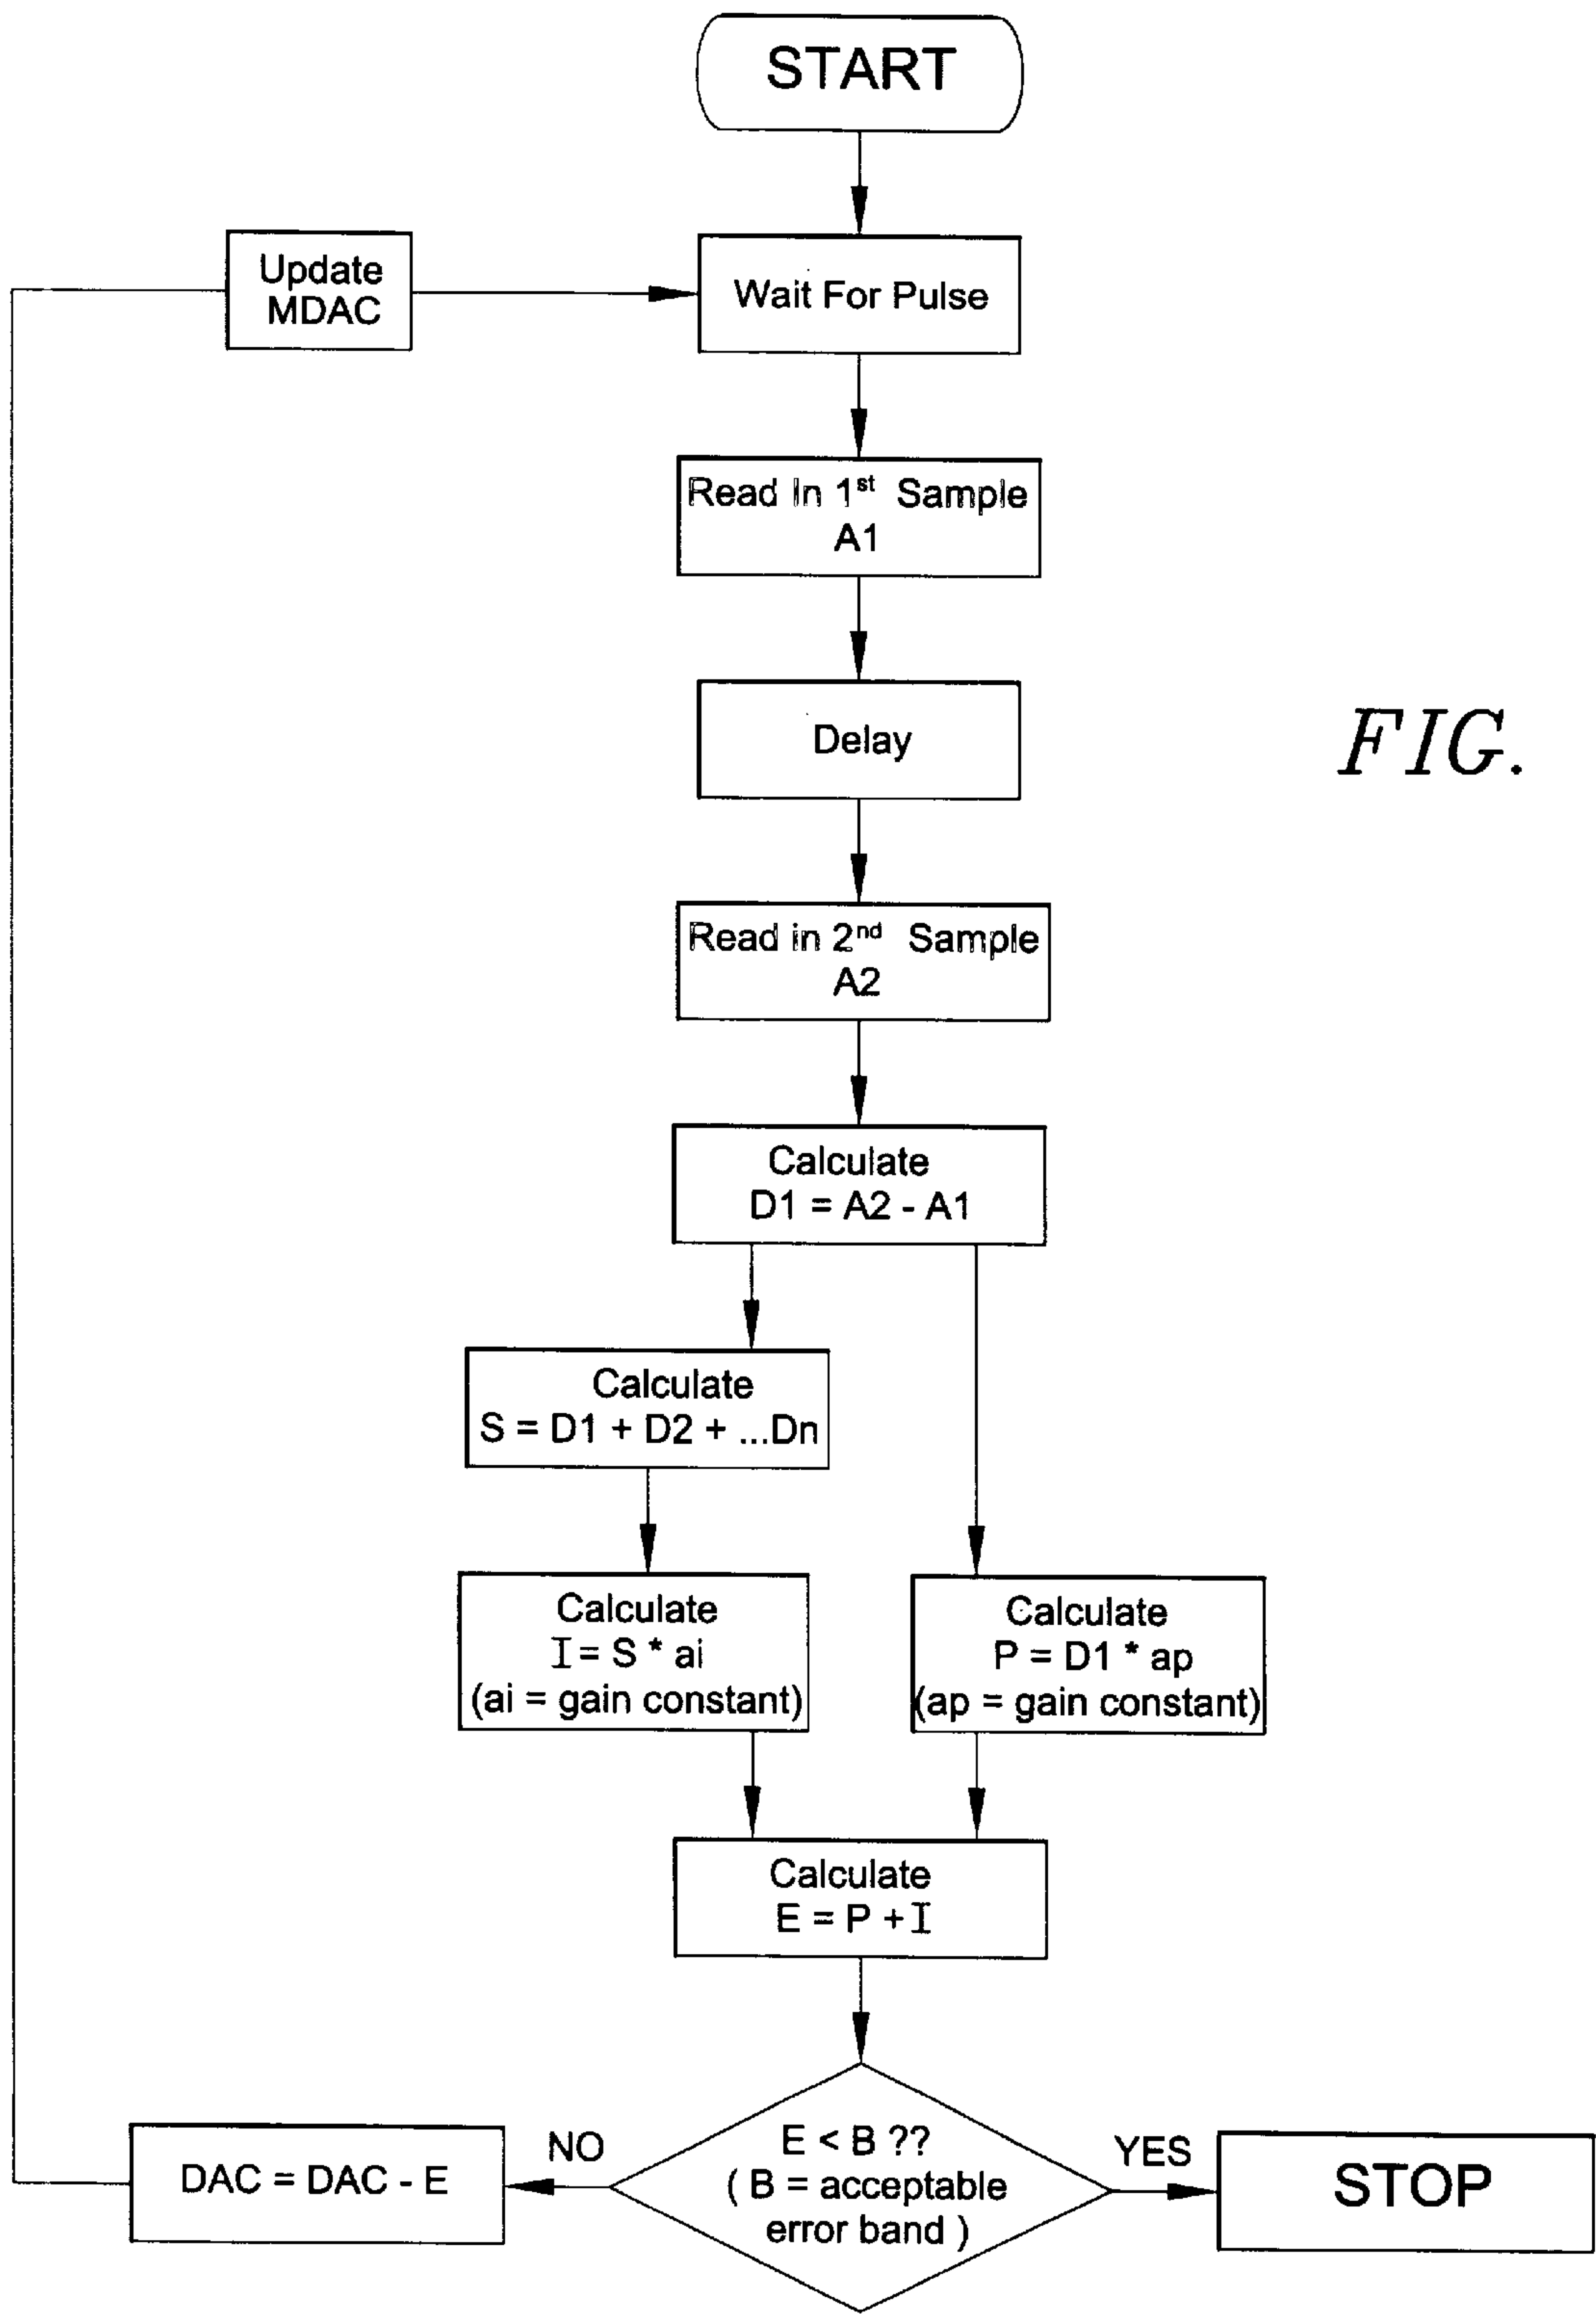 START
Update
MDAC
Wait For Pulse
Read In 1st Sample
A1
Delay
FIG.
Read in 2nd Sample
A2
Calculate
D1 = A2 - A1
Calculate
S = D1 + D2 + ...Dn
Calculate
I = S * ai
(ai = gain constant)
Calculate
P = D1 * ap
(ap = gain constant)
Calculate
E = P + I
E < B ??
( B = acceptable
error band )
NO
YES
DAC = DAC - E
STOP